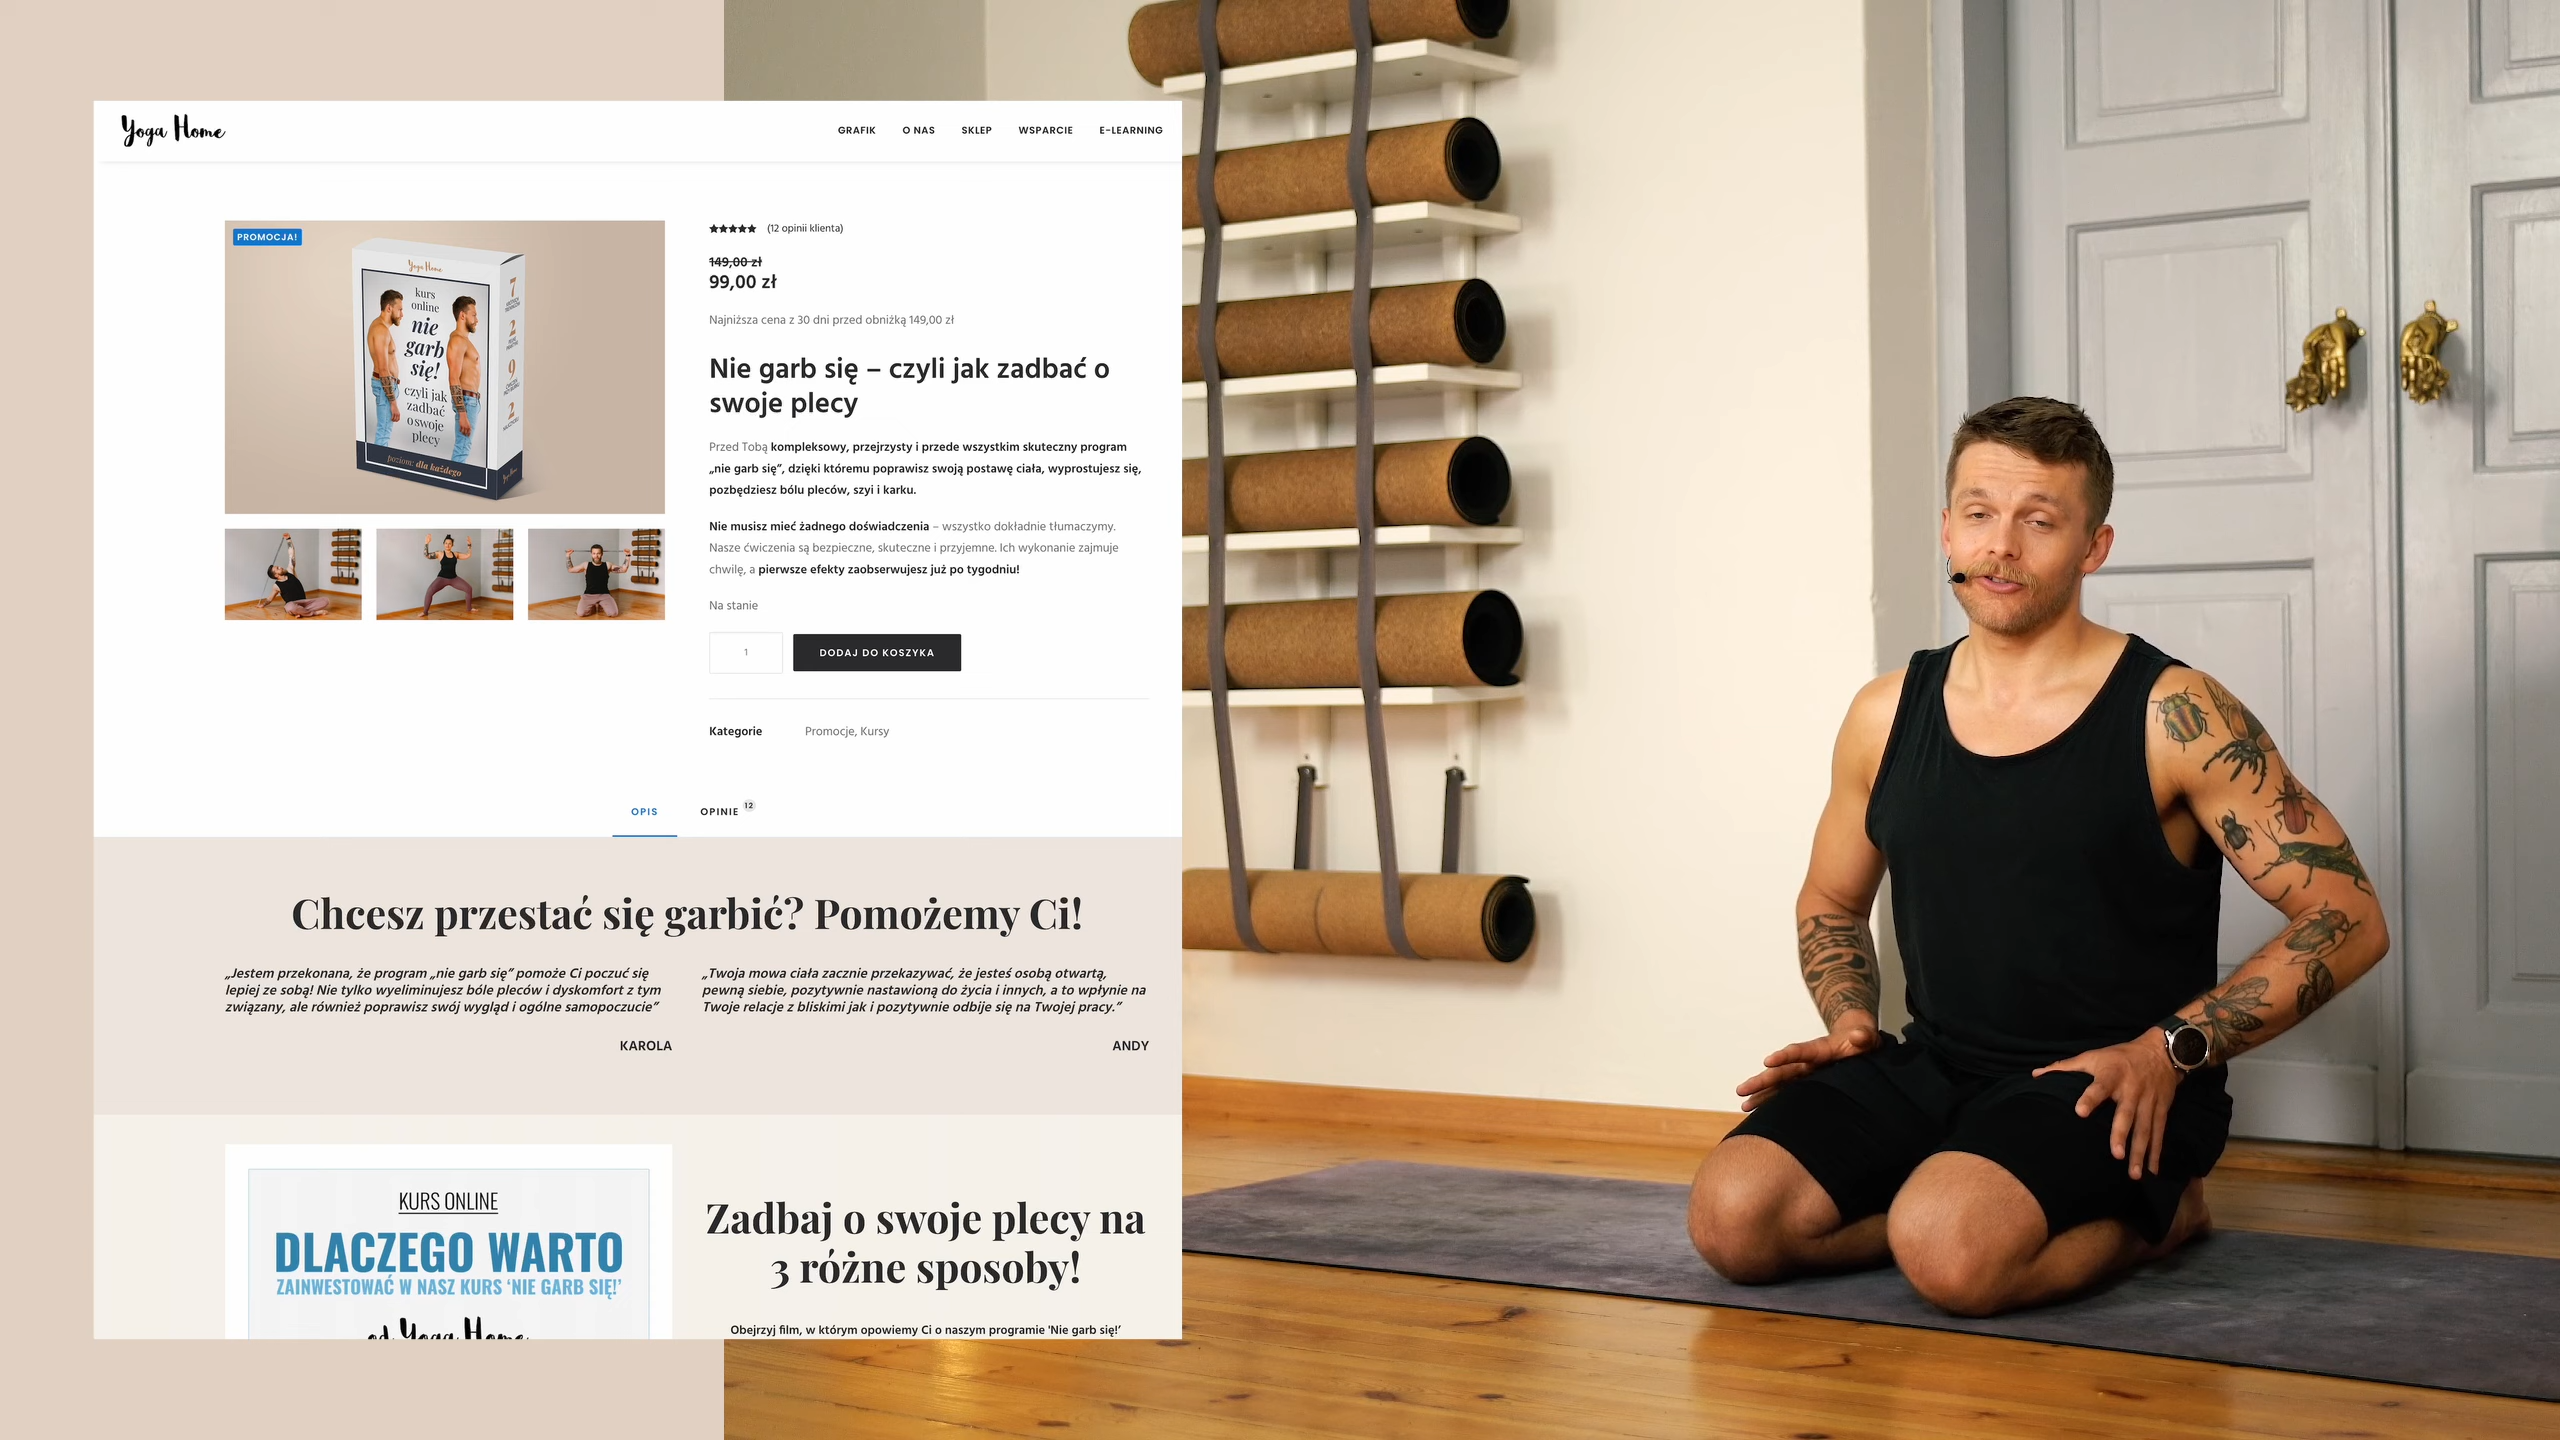 Yoga Home
GRAFIK O NAS SKLEP WSPARCIE E-LEARNING
PROMOCJA!
Yoga Home
kurs
online
nie
garb
się!
czyli jak
zadbać
o swoje
plecy
poziom: dla każdego
7
2
9
2
(12 opinii klienta)
149,00 zł
99,00 zł
Najniższa cena z 30 dni przed obniżką 149,00 zł
Nie garb się – czyli jak zadbać o
swoje plecy
Przed Tobą kompleksowy, przejrzysty i przede wszystkim skuteczny program
„nie garb się”, dzięki któremu poprawisz swoją postawę ciała, wyprostujesz się,
pozbędziesz bólu pleców, szyi i karku.
Nie musisz mieć żadnego doświadczenia – wszystko dokładnie tłumaczymy.
Nasze ćwiczenia są bezpieczne, skuteczne i przyjemne. Ich wykonanie zajmuje
chwilę, a pierwsze efekty zaobserwujesz już po tygodniu!
Na stanie
1
DODAJ DO KOSZYKA
Kategorie Promocje, Kursy
OPIS OPINIE 12
Chcesz przestać się garbić? Pomożemy Ci!
„Jestem przekonana, że program „nie garb się” pomoże Ci poczuć się
lepiej ze sobą! Nie tylko wyeliminujesz bóle pleców i dyskomfort z tym
związany, ale również poprawisz swój wygląd i ogólne samopoczucie”
KAROLA
„Twoja mowa ciała zacznie przekazywać, że jesteś osobą otwartą,
pewną siebie, pozytywnie nastawioną do życia i innych, a to wpłynie na
Twoje relacje z bliskimi jak i pozytywnie odbije się na Twojej pracy.”
ANDY
KURS ONLINE
DLACZEGO WARTO
ZAINWESTOWAĆ W NASZ KURS ‘NIE GARB SIĘ!’
od Yoga Home
Zadbaj o swoje plecy na
3 różne sposoby!
Obejrzyj film, w którym opowiemy Ci o naszym programie 'Nie garb się!’